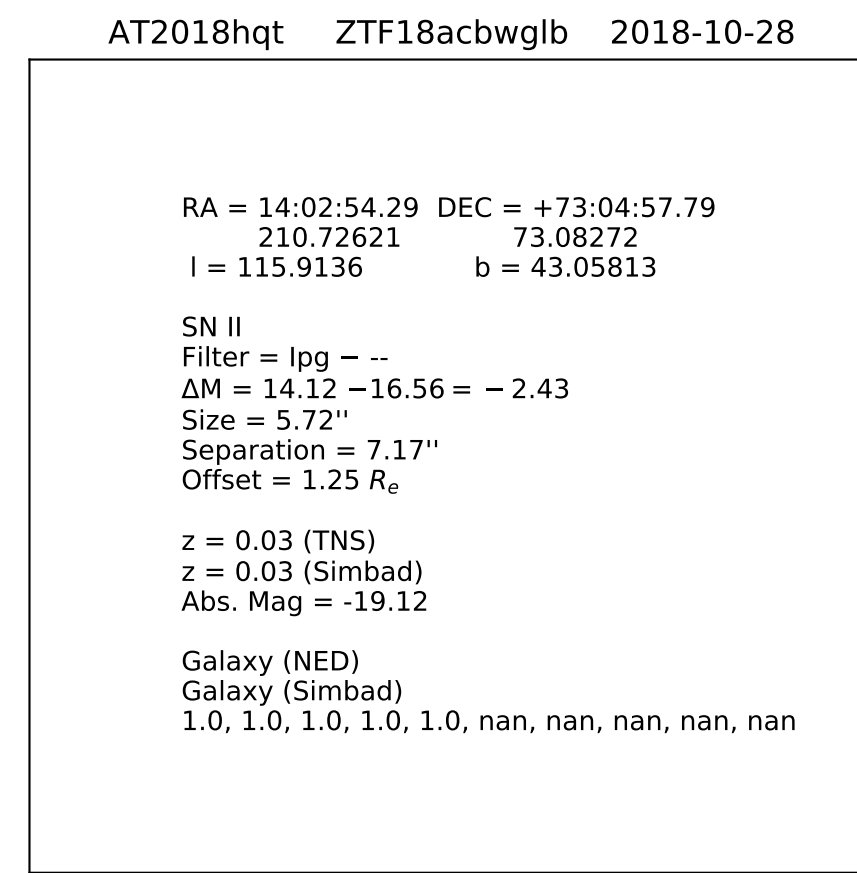 AT2018hqt ZTF18acbwglb 2018-10-28
RA = 14:02:54.29 DEC = +73:04:57.79
210.72621 73.08272
l = 115.9136 b = 43.05813
SN II
Filter = Ipg − --
ΔM = 14.12 −16.56 = − 2.43
Size = 5.72''
Separation = 7.17''
Offset = 1.25 Re
z = 0.03 (TNS)
z = 0.03 (Simbad)
Abs. Mag = -19.12
Galaxy (NED)
Galaxy (Simbad)
1.0, 1.0, 1.0, 1.0, 1.0, nan, nan, nan, nan, nan